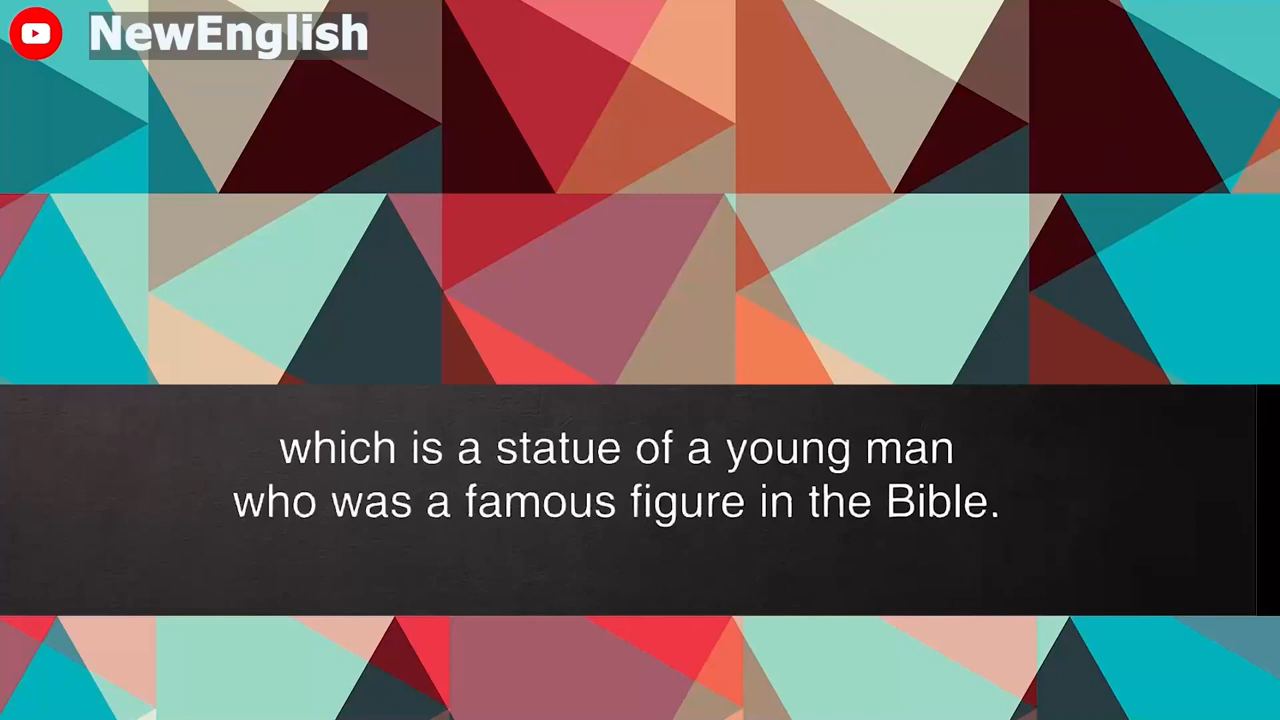 NewEnglish
which is a statue of a young man
who was a famous figure in the Bible.